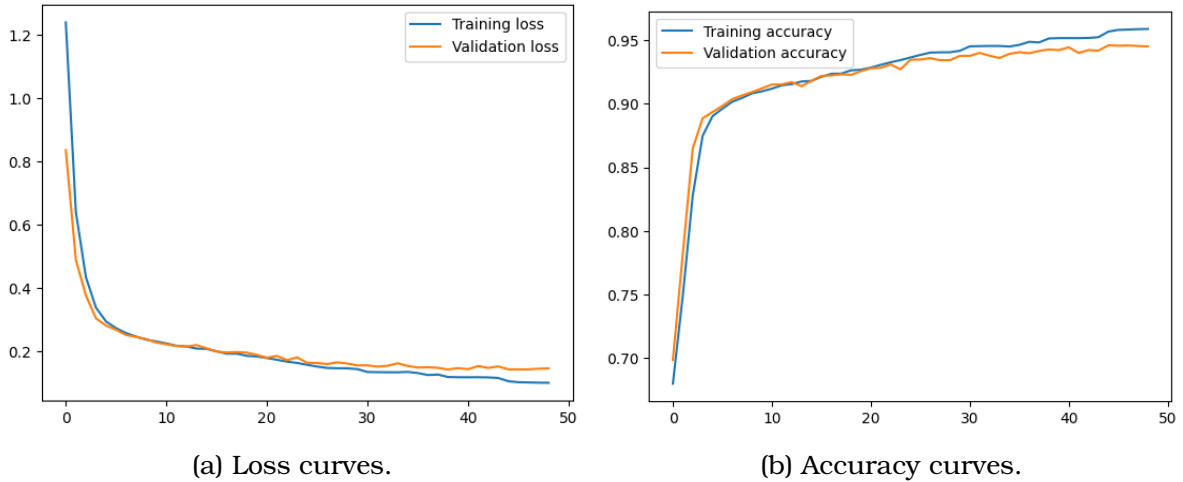 Training loss
Validation loss
1.2
1.0
0.8
0.6
0.4
0.2
0 10 20 30 40 50
(a) Loss curves.
Training accuracy
Validation accuracy
0.95
0.90
0.85
0.80
0.75
0.70
0 10 20 30 40 50
(b) Accuracy curves.